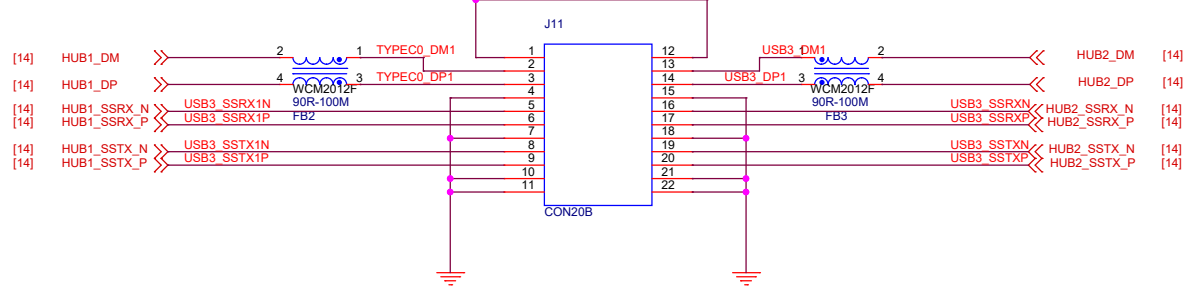 J11
[14] HUB1_DM 2 1 TYPEC0_DM1 1 12 USB3_DM1 1 2 HUB2_DM [14]
2 13
[14] HUB1_DP 4 3 TYPEC0_DP1 3 14 USB3_DP1 3 4 HUB2_DP [14]
WCM2012F 4 15 WCM2012F
90R-100M 90R-100M
[14] HUB1_SSRX_N USB3_SSRX1N 5 16 USB3_SSRXN HUB2_SSRX_N [14]
FB2 FB3
[14] HUB1_SSRX_P USB3_SSRX1P 6 17 USB3_SSRXP HUB2_SSRX_P [14]
7 18
[14] HUB1_SSTX_N USB3_SSTX1N 8 19 USB3_SSTXN HUB2_SSTX_N [14]
[14] HUB1_SSTX_P USB3_SSTX1P 9 20 USB3_SSTXP HUB2_SSTX_P [14]
10 21
11 22
CON20B